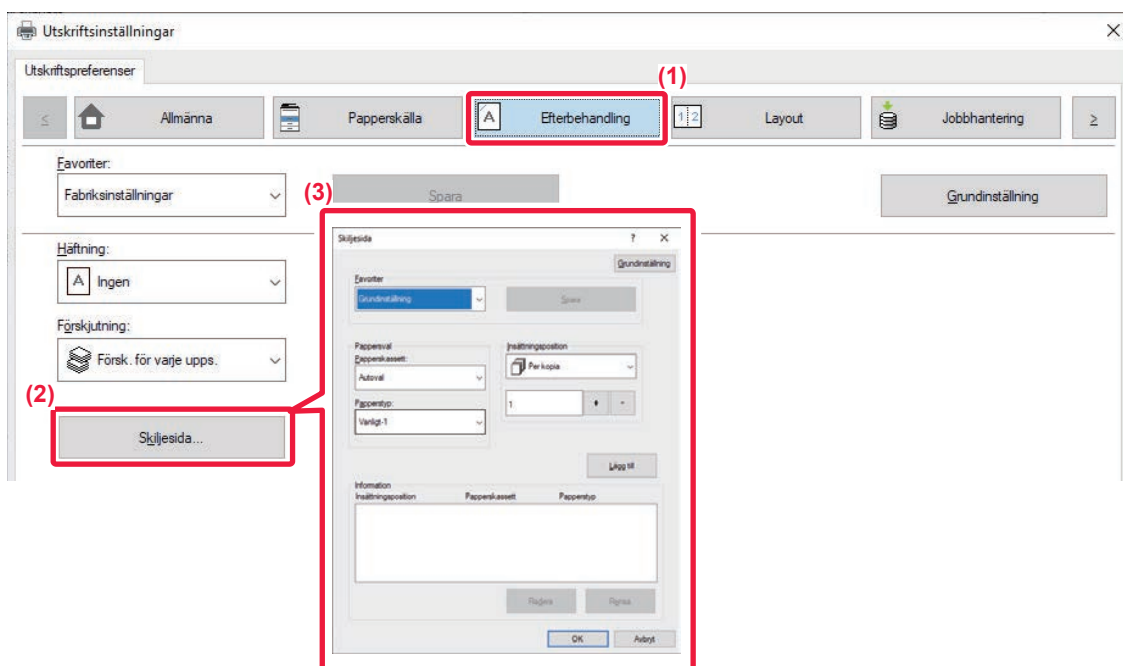 Utskriftsinställningar
Utskriftspreferenser
(1)
≤ Allmänna Papperskälla A Efterbehandling 1 2 Layout Jobbhantering ≥
Favoriter:
Fabriksinställningar
(3)
Spara
Grundinställning
Häftning:
A Ingen
Förskjutning:
Försk. för varje upps.
(2)
Skiljesida...
Skiljesida ?
Grundinställning
Favoriter
Grundinställning
Spara
Pappersval
Papperskassett:
Autoval
Papperstyp:
Vanligt-1
Insättningsposition
Per kopia
1 + -
Lägg till
Information
Insättningsposition Papperskassett Papperstyp
Radera Rensa
OK Avbryt